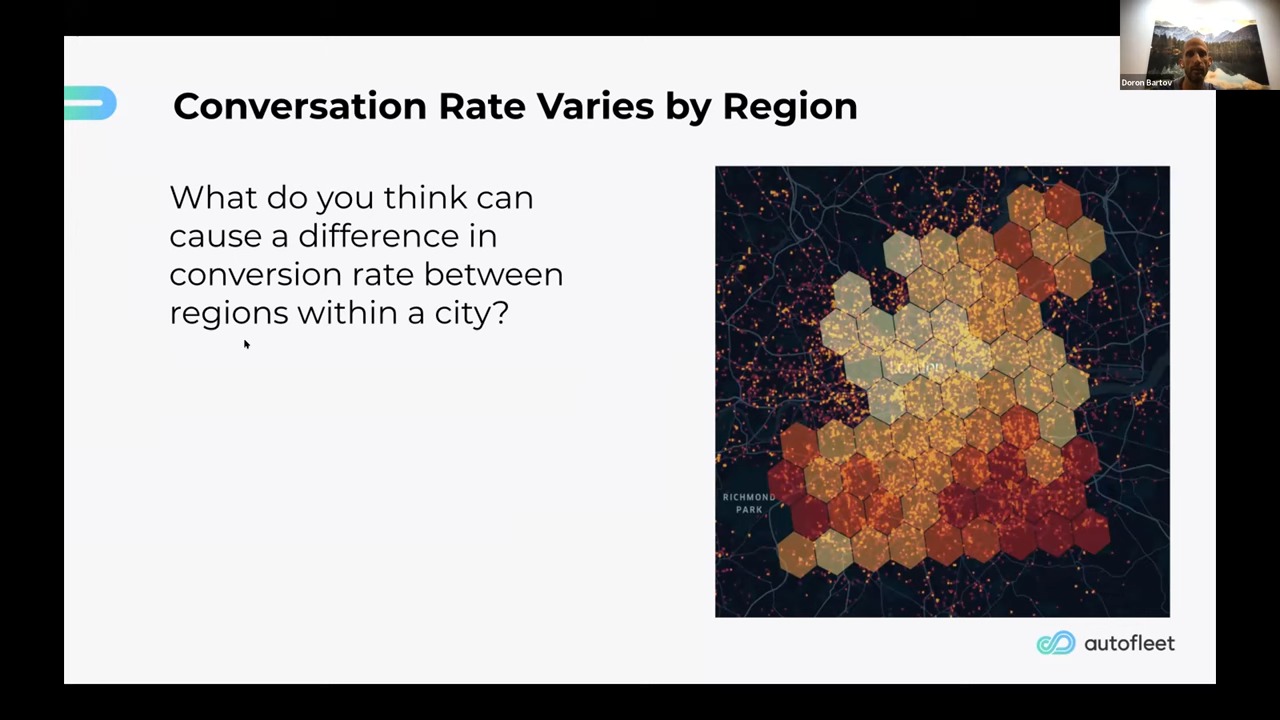 Doron Bartov
Conversation Rate Varies by Region
What do you think can
cause a difference in
conversion rate between
regions within a city?
London
RICHMOND
PARK
autofleet